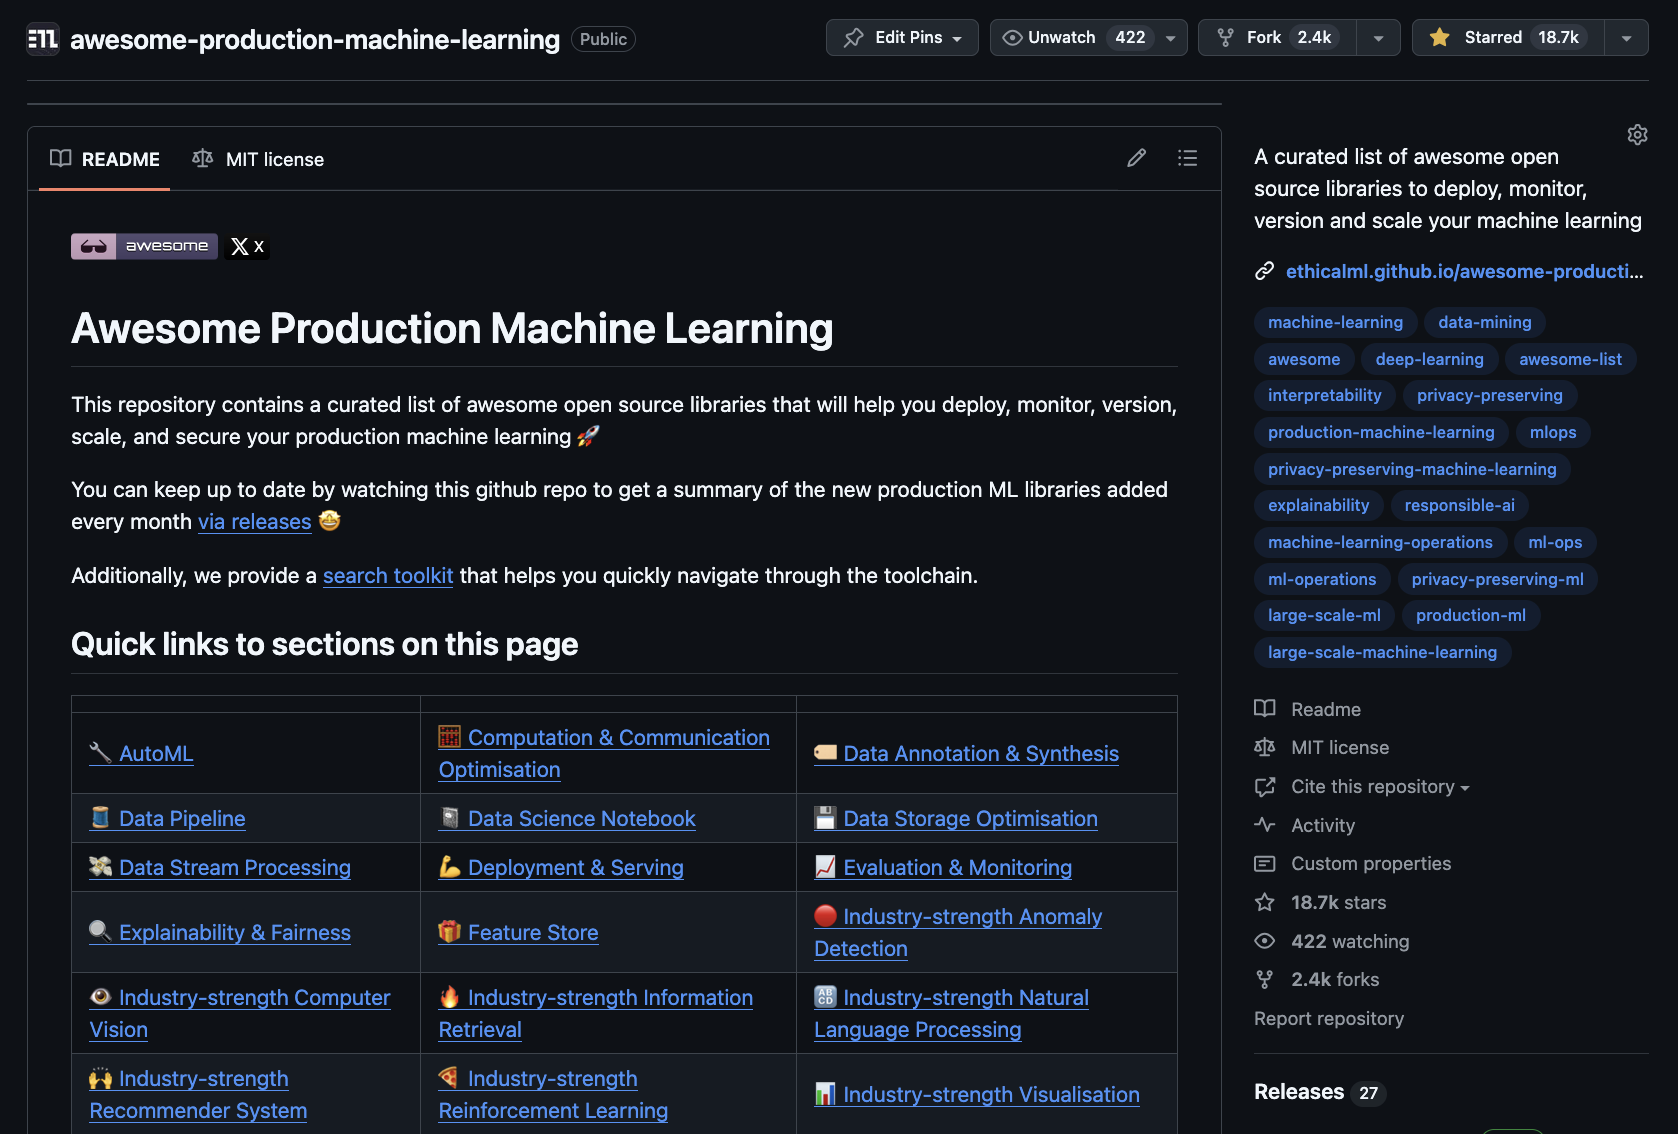 awesome-production-machine-learning Public
Edit Pins Unwatch 422 Fork 2.4k Starred 18.7k
README MIT license
awesome X
Awesome Production Machine Learning
This repository contains a curated list of awesome open source libraries that will help you deploy, monitor, version,
scale, and secure your production machine learning 🚀
You can keep up to date by watching this github repo to get a summary of the new production ML libraries added
every month via releases 🤩
Additionally, we provide a search toolkit that helps you quickly navigate through the toolchain.
Quick links to sections on this page
🔧 AutoML
🧮 Computation & Communication
Optimisation
🏷️ Data Annotation & Synthesis
🧵 Data Pipeline
📓 Data Science Notebook
💾 Data Storage Optimisation
💸 Data Stream Processing
💪 Deployment & Serving
📈 Evaluation & Monitoring
🔍 Explainability & Fairness
🎁 Feature Store
🔴 Industry-strength Anomaly
Detection
👁️ Industry-strength Computer
Vision
🔥 Industry-strength Information
Retrieval
🔠 Industry-strength Natural
Language Processing
🙌 Industry-strength
Recommender System
🍕 Industry-strength
Reinforcement Learning
📊 Industry-strength Visualisation
A curated list of awesome open
source libraries to deploy, monitor,
version and scale your machine learning
ethicalml.github.io/awesome-producti...
machine-learning data-mining
awesome deep-learning awesome-list
interpretability privacy-preserving
production-machine-learning mlops
privacy-preserving-machine-learning
explainability responsible-ai
machine-learning-operations ml-ops
ml-operations privacy-preserving-ml
large-scale-ml production-ml
large-scale-machine-learning
Readme
MIT license
Cite this repository
Activity
Custom properties
18.7k stars
422 watching
2.4k forks
Report repository
Releases 27